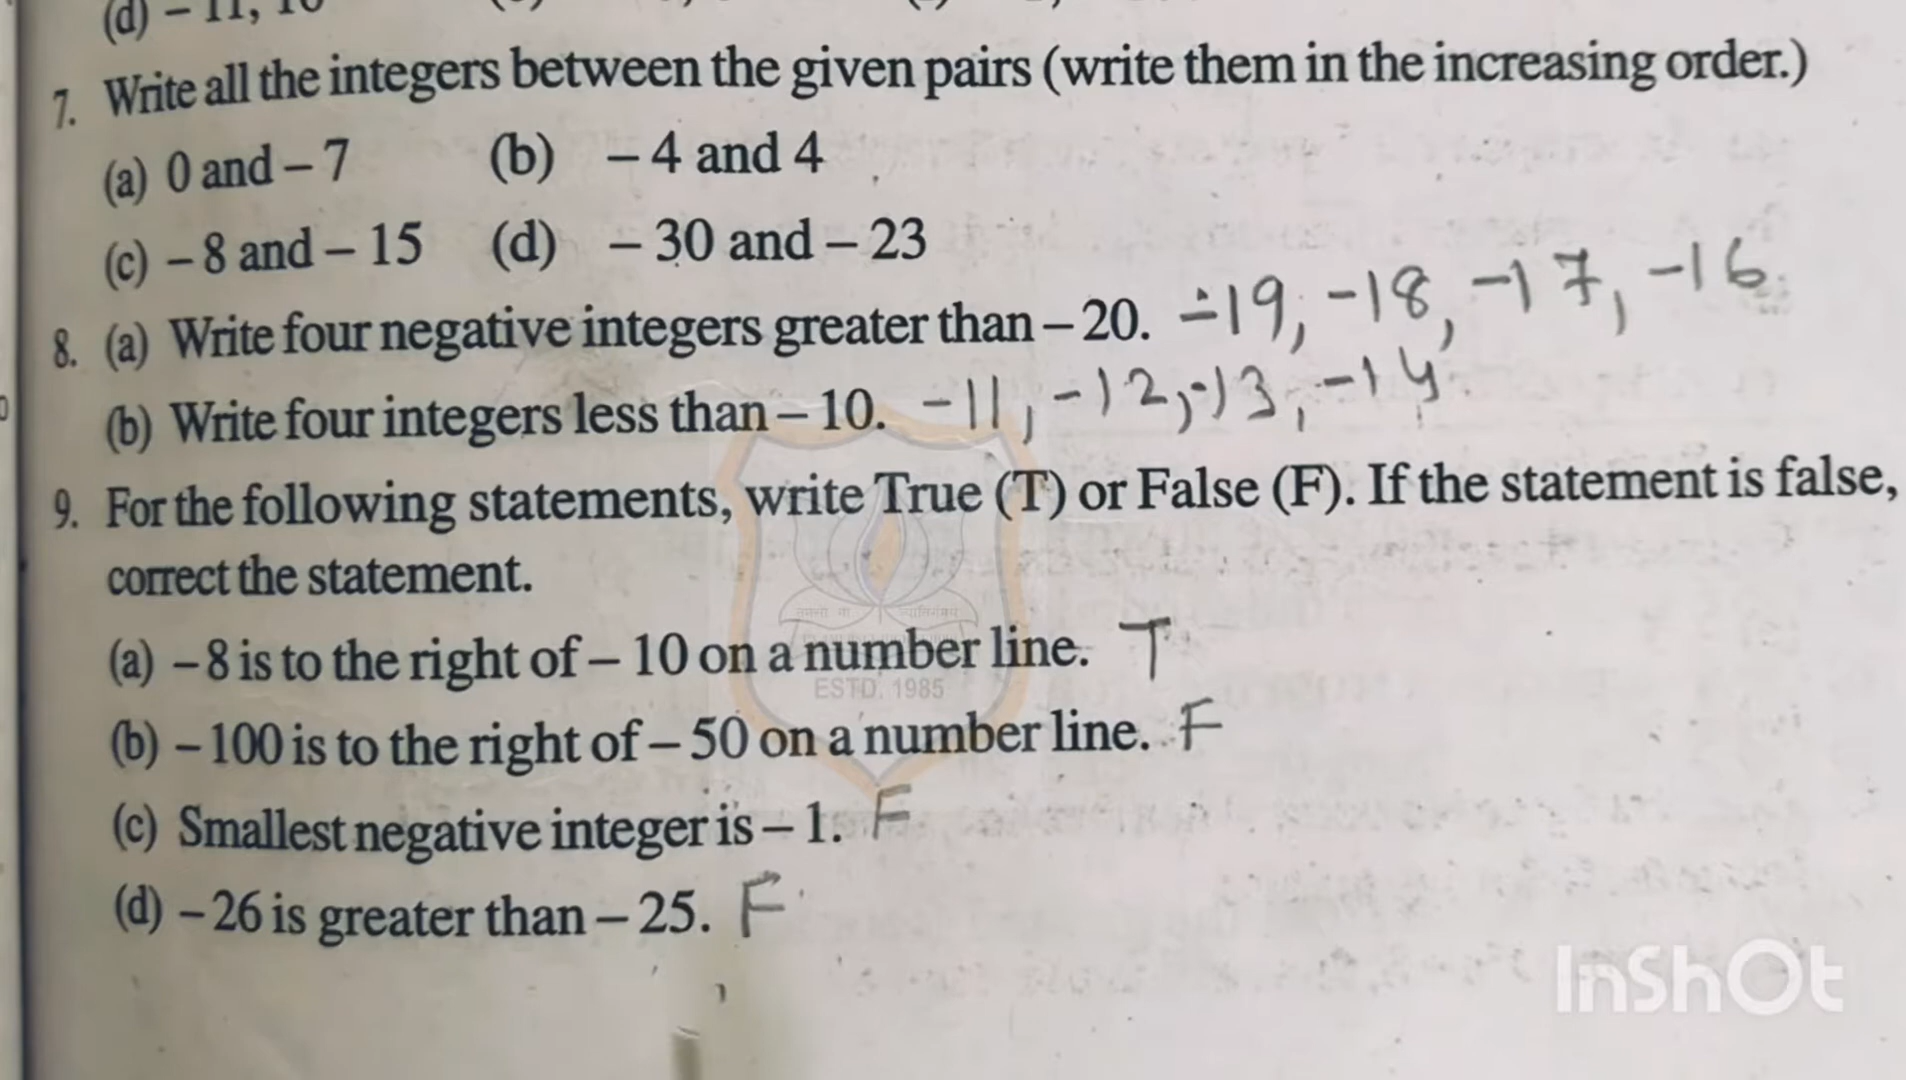 (d) – 11, 10
7. Write all the integers between the given pairs (write them in the increasing order.)
(a) 0 and – 7 (b) – 4 and 4
(c) – 8 and – 15 (d) – 30 and – 23
8. (a) Write four negative integers greater than – 20. -19, -18, -17, -16
(b) Write four integers less than – 10. -11, -12, -13, -14
9. For the following statements, write True (T) or False (F). If the statement is false,
correct the statement.
(a) – 8 is to the right of – 10 on a number line. T
ESTD. 1985
(b) – 100 is to the right of – 50 on a number line. F
(c) Smallest negative integer is – 1. F
(d) – 26 is greater than – 25. F
InShOt